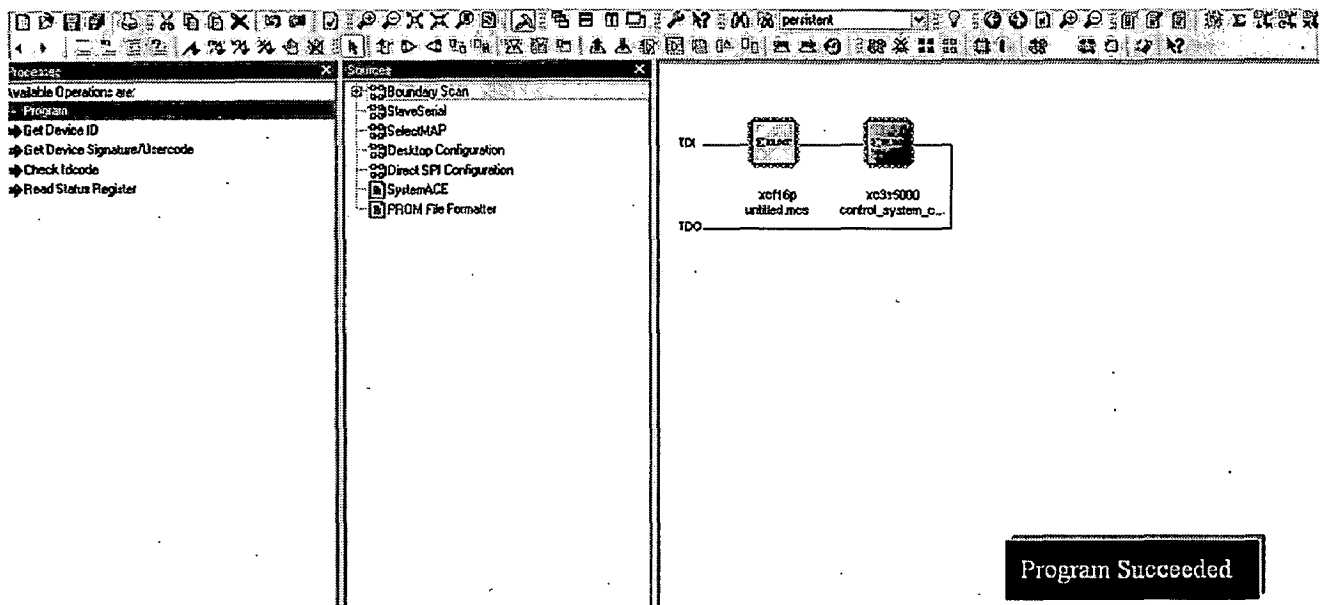 persistent
Processes
Available Operations are:
Program
Get Device ID
Get Device Signature/Usercode
Check Idcode
Read Status Register
Sources
Boundary Scan
SlaveSerial
SelectMAP
Desktop Configuration
Direct SPI Configuration
SystemACE
PROM File Formatter
TDI
xcf16p
untitled.mcs
xc3s5000
control_system_c...
TDO
Program Succeeded